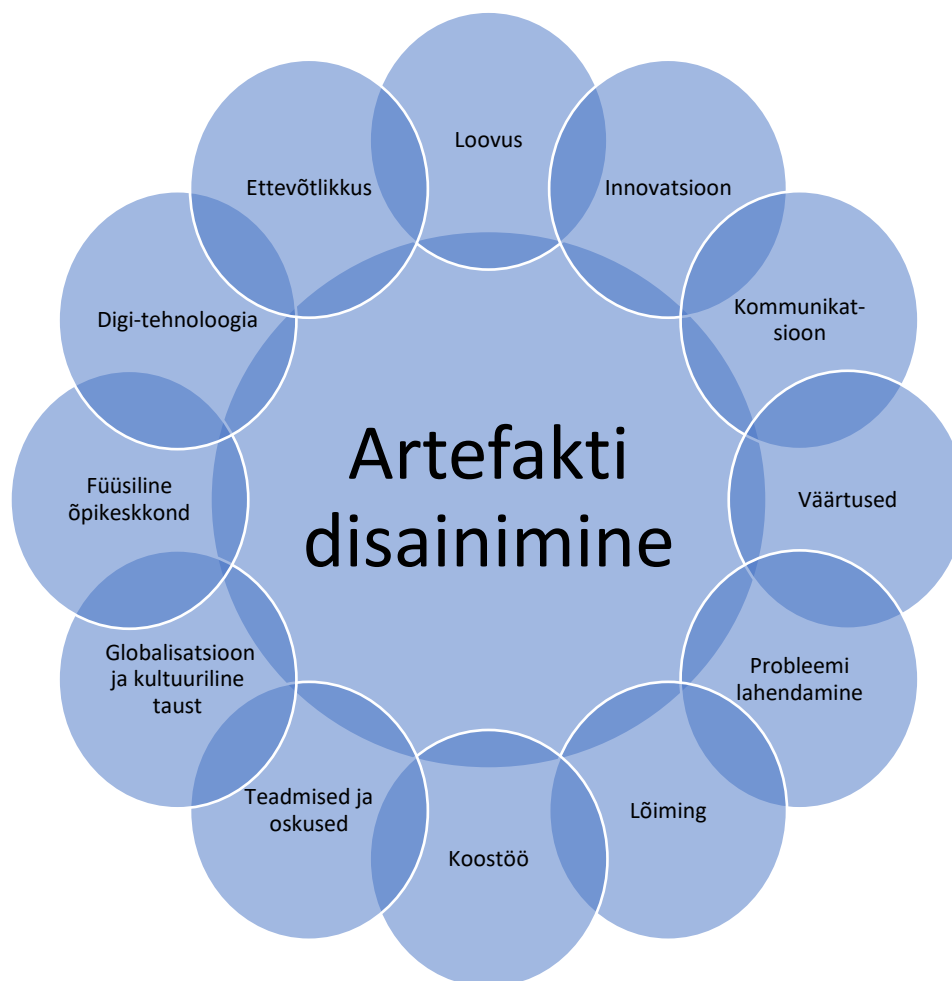 Loovus
Innovatsioon
Kommunikat-
sioon
Väärtused
Probleemi
lahendamine
Lõiming
Koostöö
Teadmised ja
oskused
Globalisatsioon
ja kultuuriline
taust
Füüsiline
õpikeskkond
Digi-tehnoloogia
Ettevõtlikkus
Artefakti
disainimine